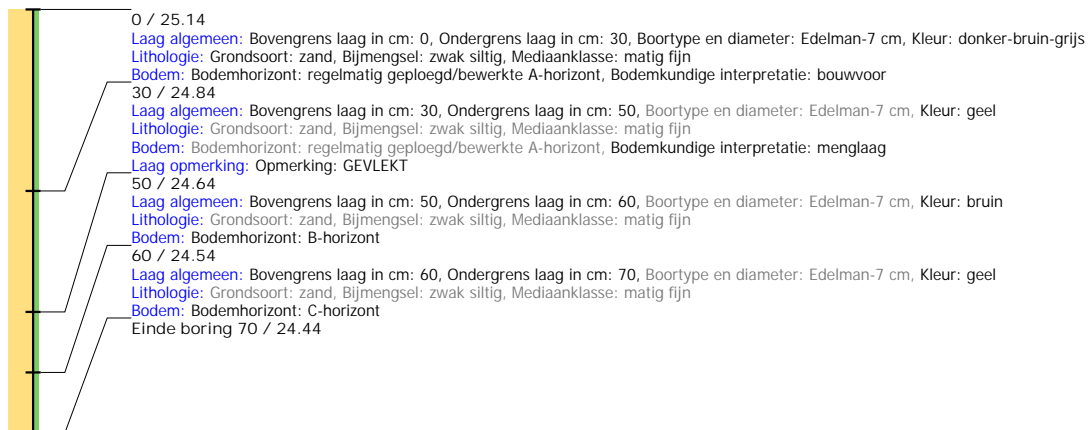 0 / 25.14
Laag algemeen: Bovengrens laag in cm: 0, Ondergrens laag in cm: 30, Boortype en diameter: Edelman-7 cm, Kleur: donker-bruin-grijs
Lithologie: Grondsoort: zand, Bijmengsel: zwak siltig, Mediaanklasse: matig fijn
Bodem: Bodemhorizont: regelmatig geploegd/bewerkte A-horizont, Bodemkundige interpretatie: bouwvoor
30 / 24.84
Laag algemeen: Bovengrens laag in cm: 30, Ondergrens laag in cm: 50, Boortype en diameter: Edelman-7 cm, Kleur: geel
Lithologie: Grondsoort: zand, Bijmengsel: zwak siltig, Mediaanklasse: matig fijn
Bodem: Bodemhorizont: regelmatig geploegd/bewerkte A-horizont, Bodemkundige interpretatie: menglaag
Laag opmerking: Opmerking: GEVLEKT
50 / 24.64
Laag algemeen: Bovengrens laag in cm: 50, Ondergrens laag in cm: 60, Boortype en diameter: Edelman-7 cm, Kleur: bruin
Lithologie: Grondsoort: zand, Bijmengsel: zwak siltig, Mediaanklasse: matig fijn
Bodem: Bodemhorizont: B-horizont
60 / 24.54
Laag algemeen: Bovengrens laag in cm: 60, Ondergrens laag in cm: 70, Boortype en diameter: Edelman-7 cm, Kleur: geel
Lithologie: Grondsoort: zand, Bijmengsel: zwak siltig, Mediaanklasse: matig fijn
Bodem: Bodemhorizont: C-horizont
Einde boring 70 / 24.44